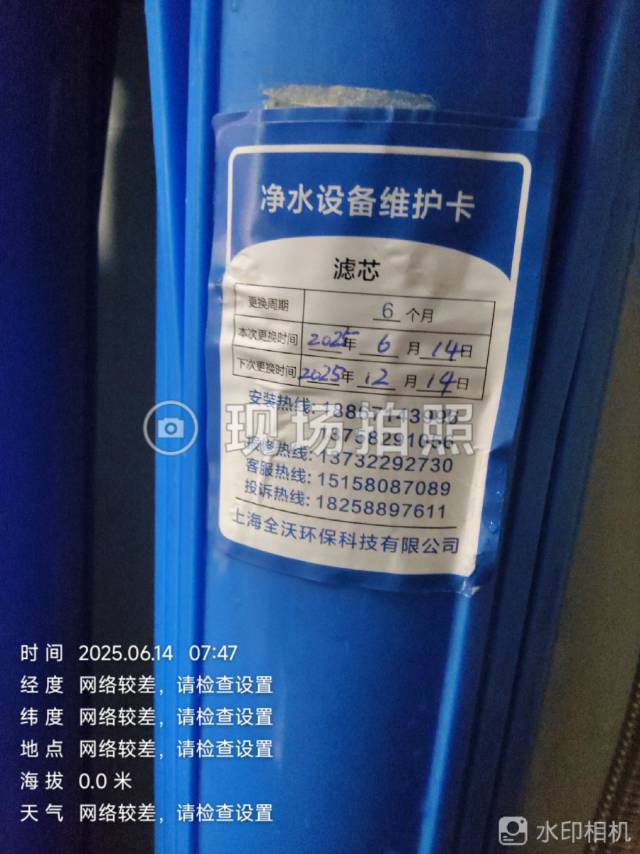 净水设备维护卡
滤芯
更换周期 6 个月
本次更换时间 2025年 6 月 14日
下次更换时间 2025年 12 月 14日
安装热线:
现场拍照
热线: 13732292730
客服热线: 15158087089
投诉热线: 18258897611
上海全沃环保科技有限公司
时间 2025.06.14 07:47
经度 网络较差，请检查设置
纬度 网络较差，请检查设置
地点 网络较差，请检查设置
海拔 0.0 米
天气 网络较差，请检查设置
水印相机